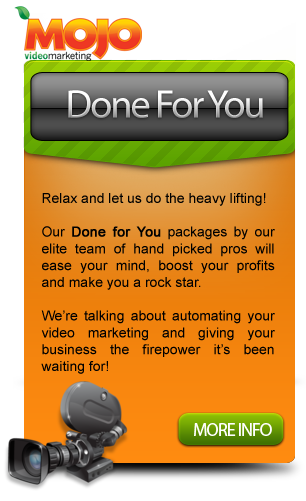 MOJO
videomarketing
Done For You
Relax and let us do the heavy lifting!
Our Done for You packages by our
elite team of hand picked pros will
ease your mind, boost your profits
and make you a rock star.
We're talking about automating your
video marketing and giving your
business the firepower it's been
waiting for!
MORE INFO